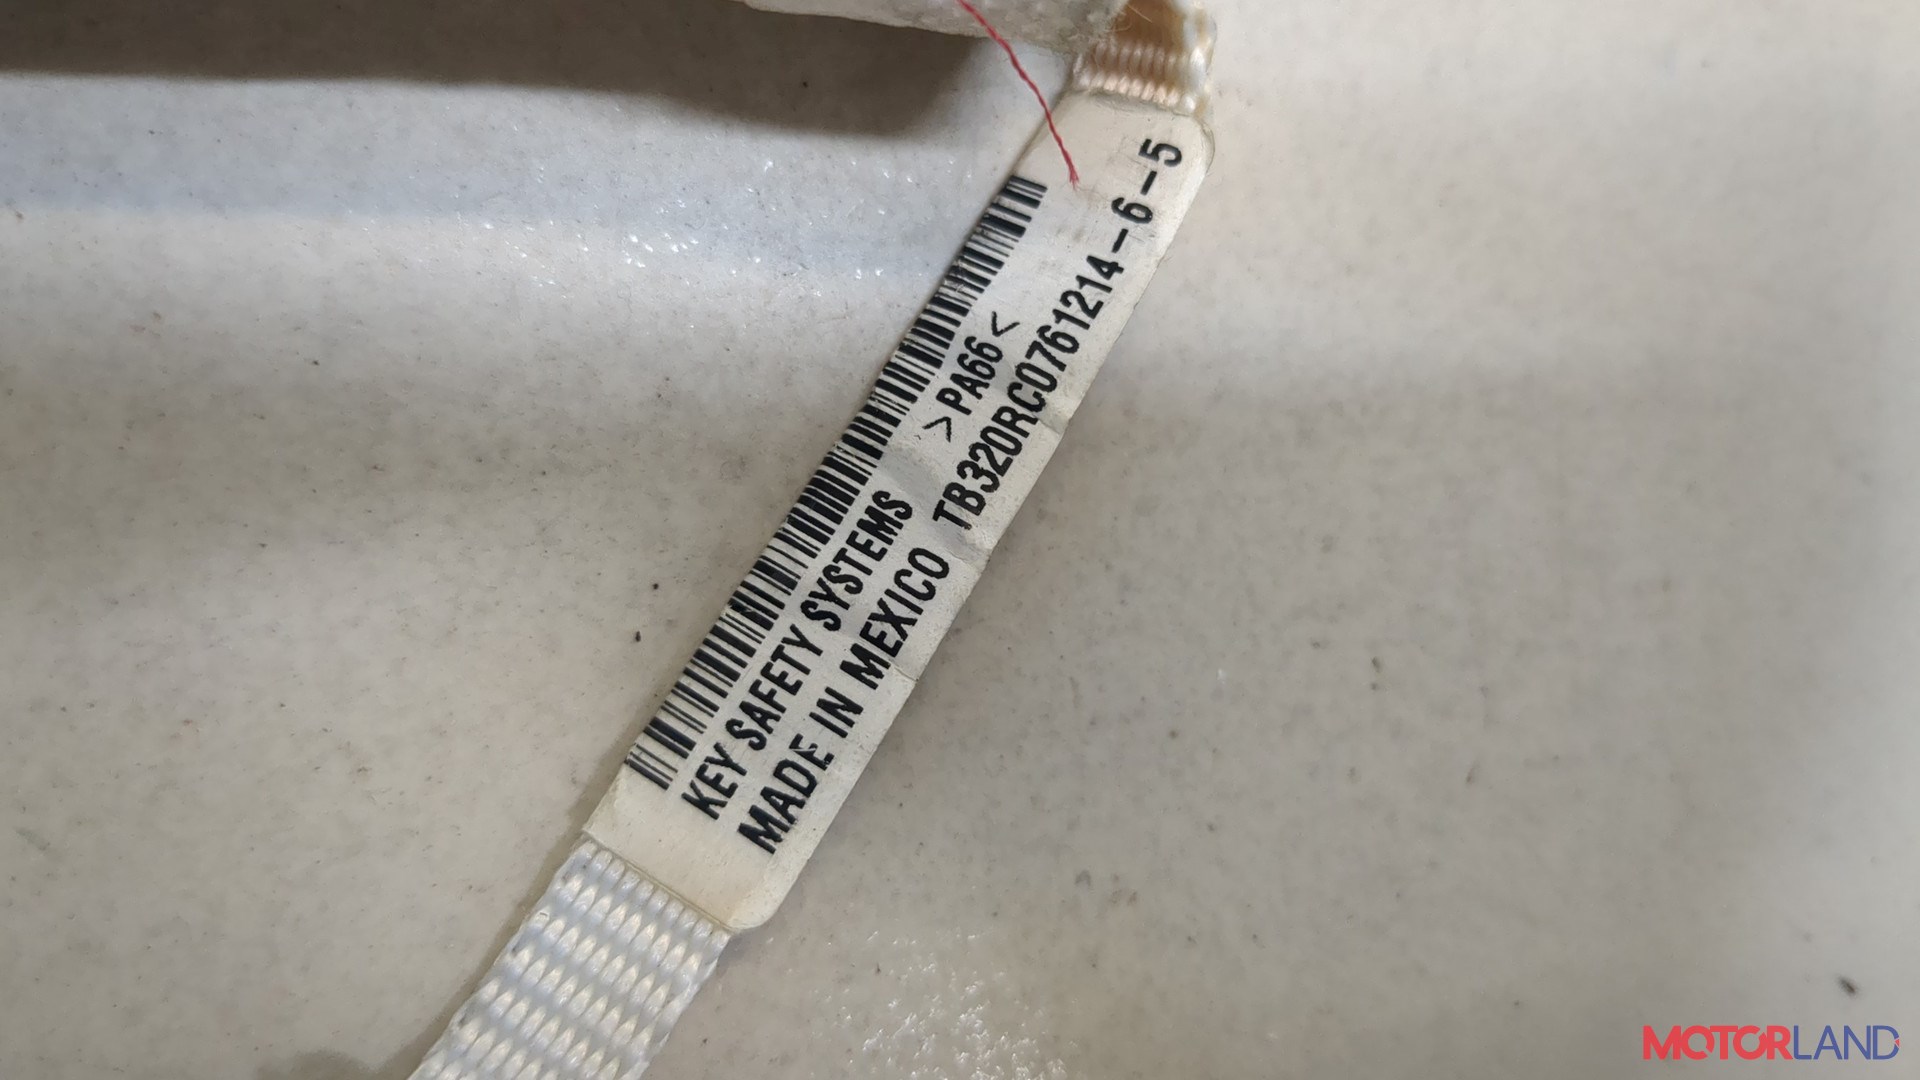 >PA66<
KEY SAFETY SYSTEMS
MADE IN MEXICO TB320RC0761214-6-5
MOTORLAND